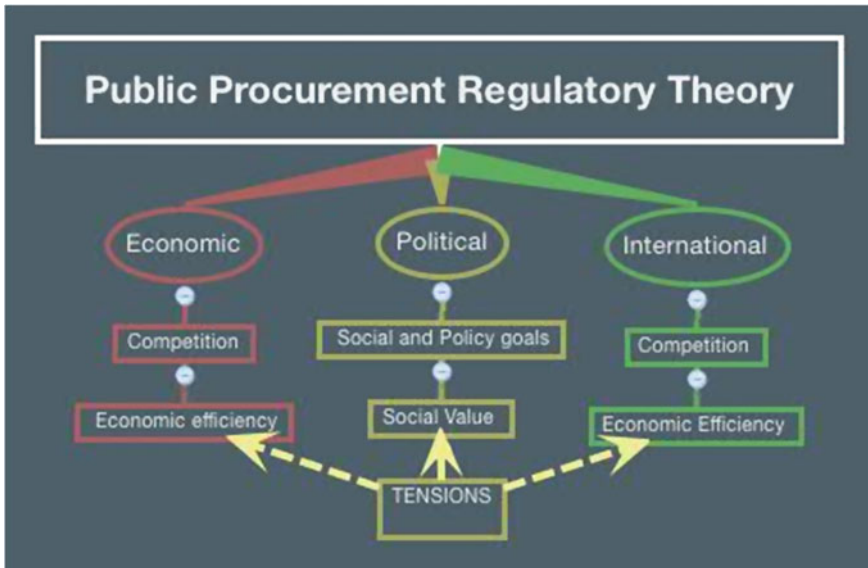 Public Procurement Regulatory Theory
Economic
Political
International
Competition
Social and Policy goals
Competition
Economic efficiency
Social Value
Economic Efficiency
TENSIONS